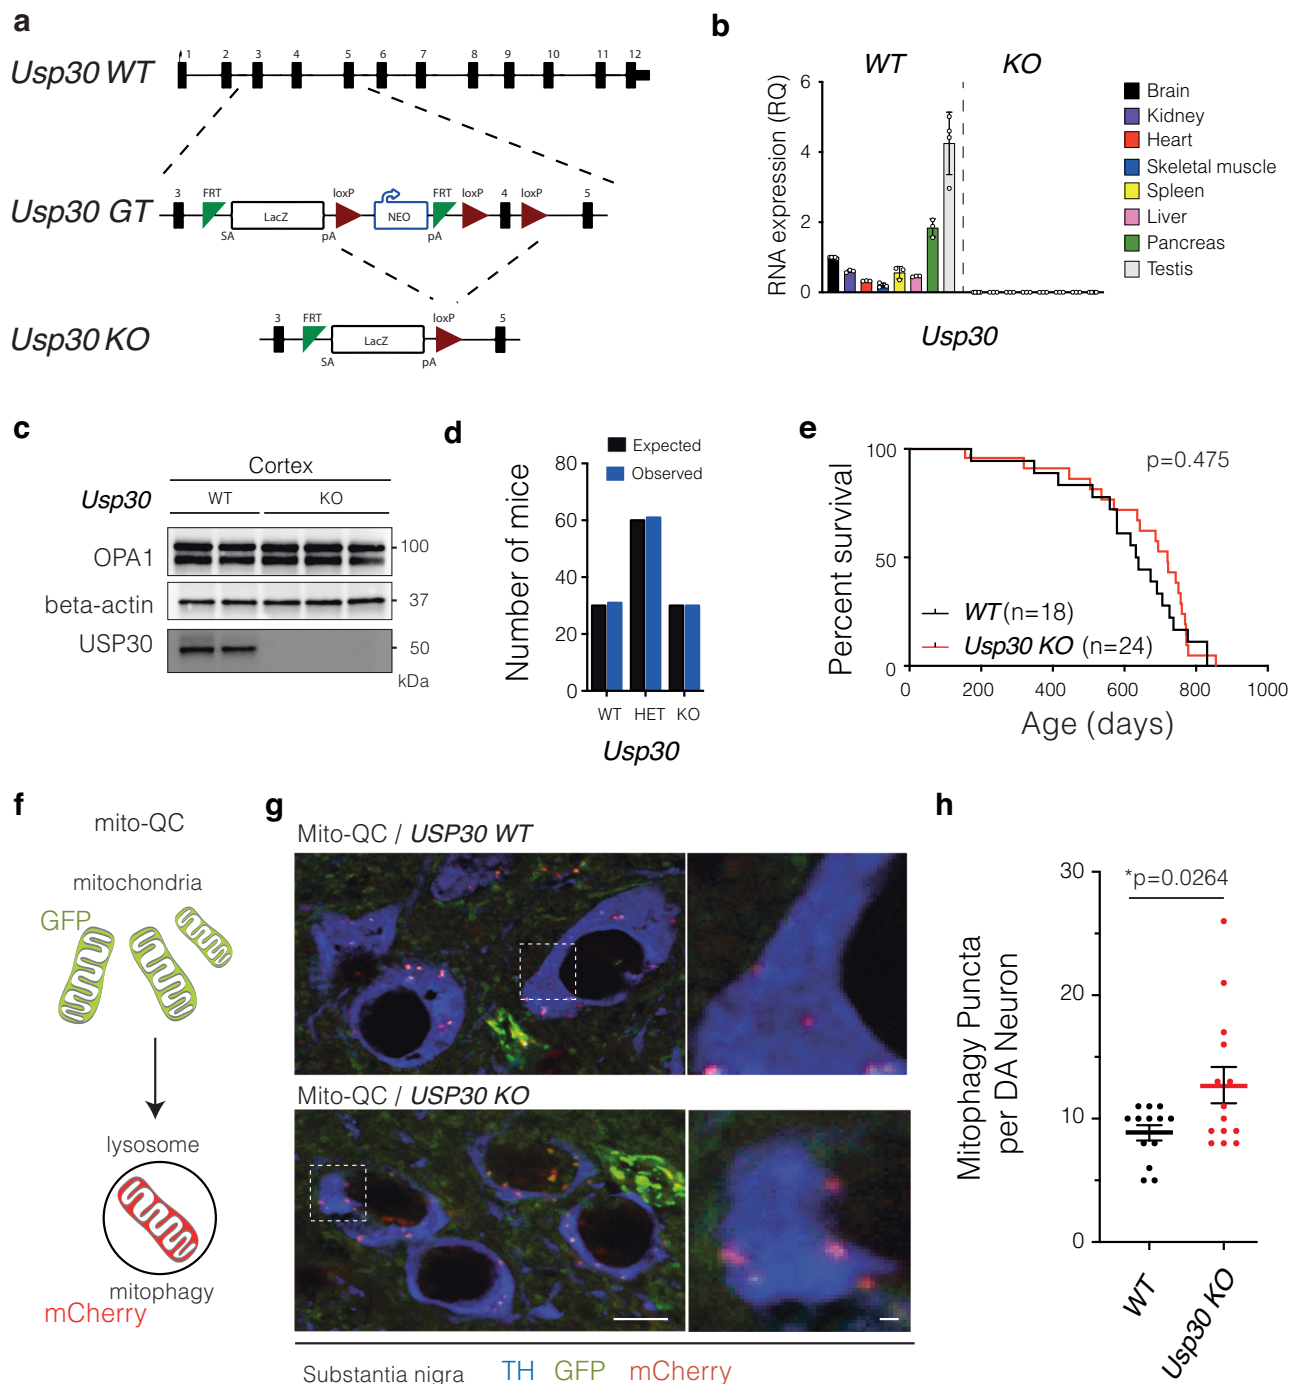 a
Usp30 WT
1 2 3 4 5 6 7 8 9 10 11 12
Usp30 GT
3 FRT loxP FRT loxP 4 loxP 5
LacZ NEO
SA pA pA
Usp30 KO
3 FRT loxP 5
LacZ
SA pA
b
WT KO
RNA expression (RQ)
6
4
2
0
Usp30
Brain
Kidney
Heart
Skeletal muscle
Spleen
Liver
Pancreas
Testis
c
Cortex
Usp30 WT KO
OPA1 100
beta-actin 37
USP30 50
kDa
d
Expected
Observed
Number of mice
80
60
40
20
0
WT HET KO
Usp30
e
p=0.475
Percent survival
100
50
0
WT (n=18)
Usp30 KO (n=24)
0 200 400 600 800 1000
Age (days)
f
mito-QC
mitochondria
GFP
lysosome
mitophagy
mCherry
g
Mito-QC / USP30 WT
Mito-QC / USP30 KO
Substantia nigra TH GFP mCherry
h
Mitophagy Puncta
per DA Neuron
30
20
10
0
*p=0.0264
WT
Usp30 KO